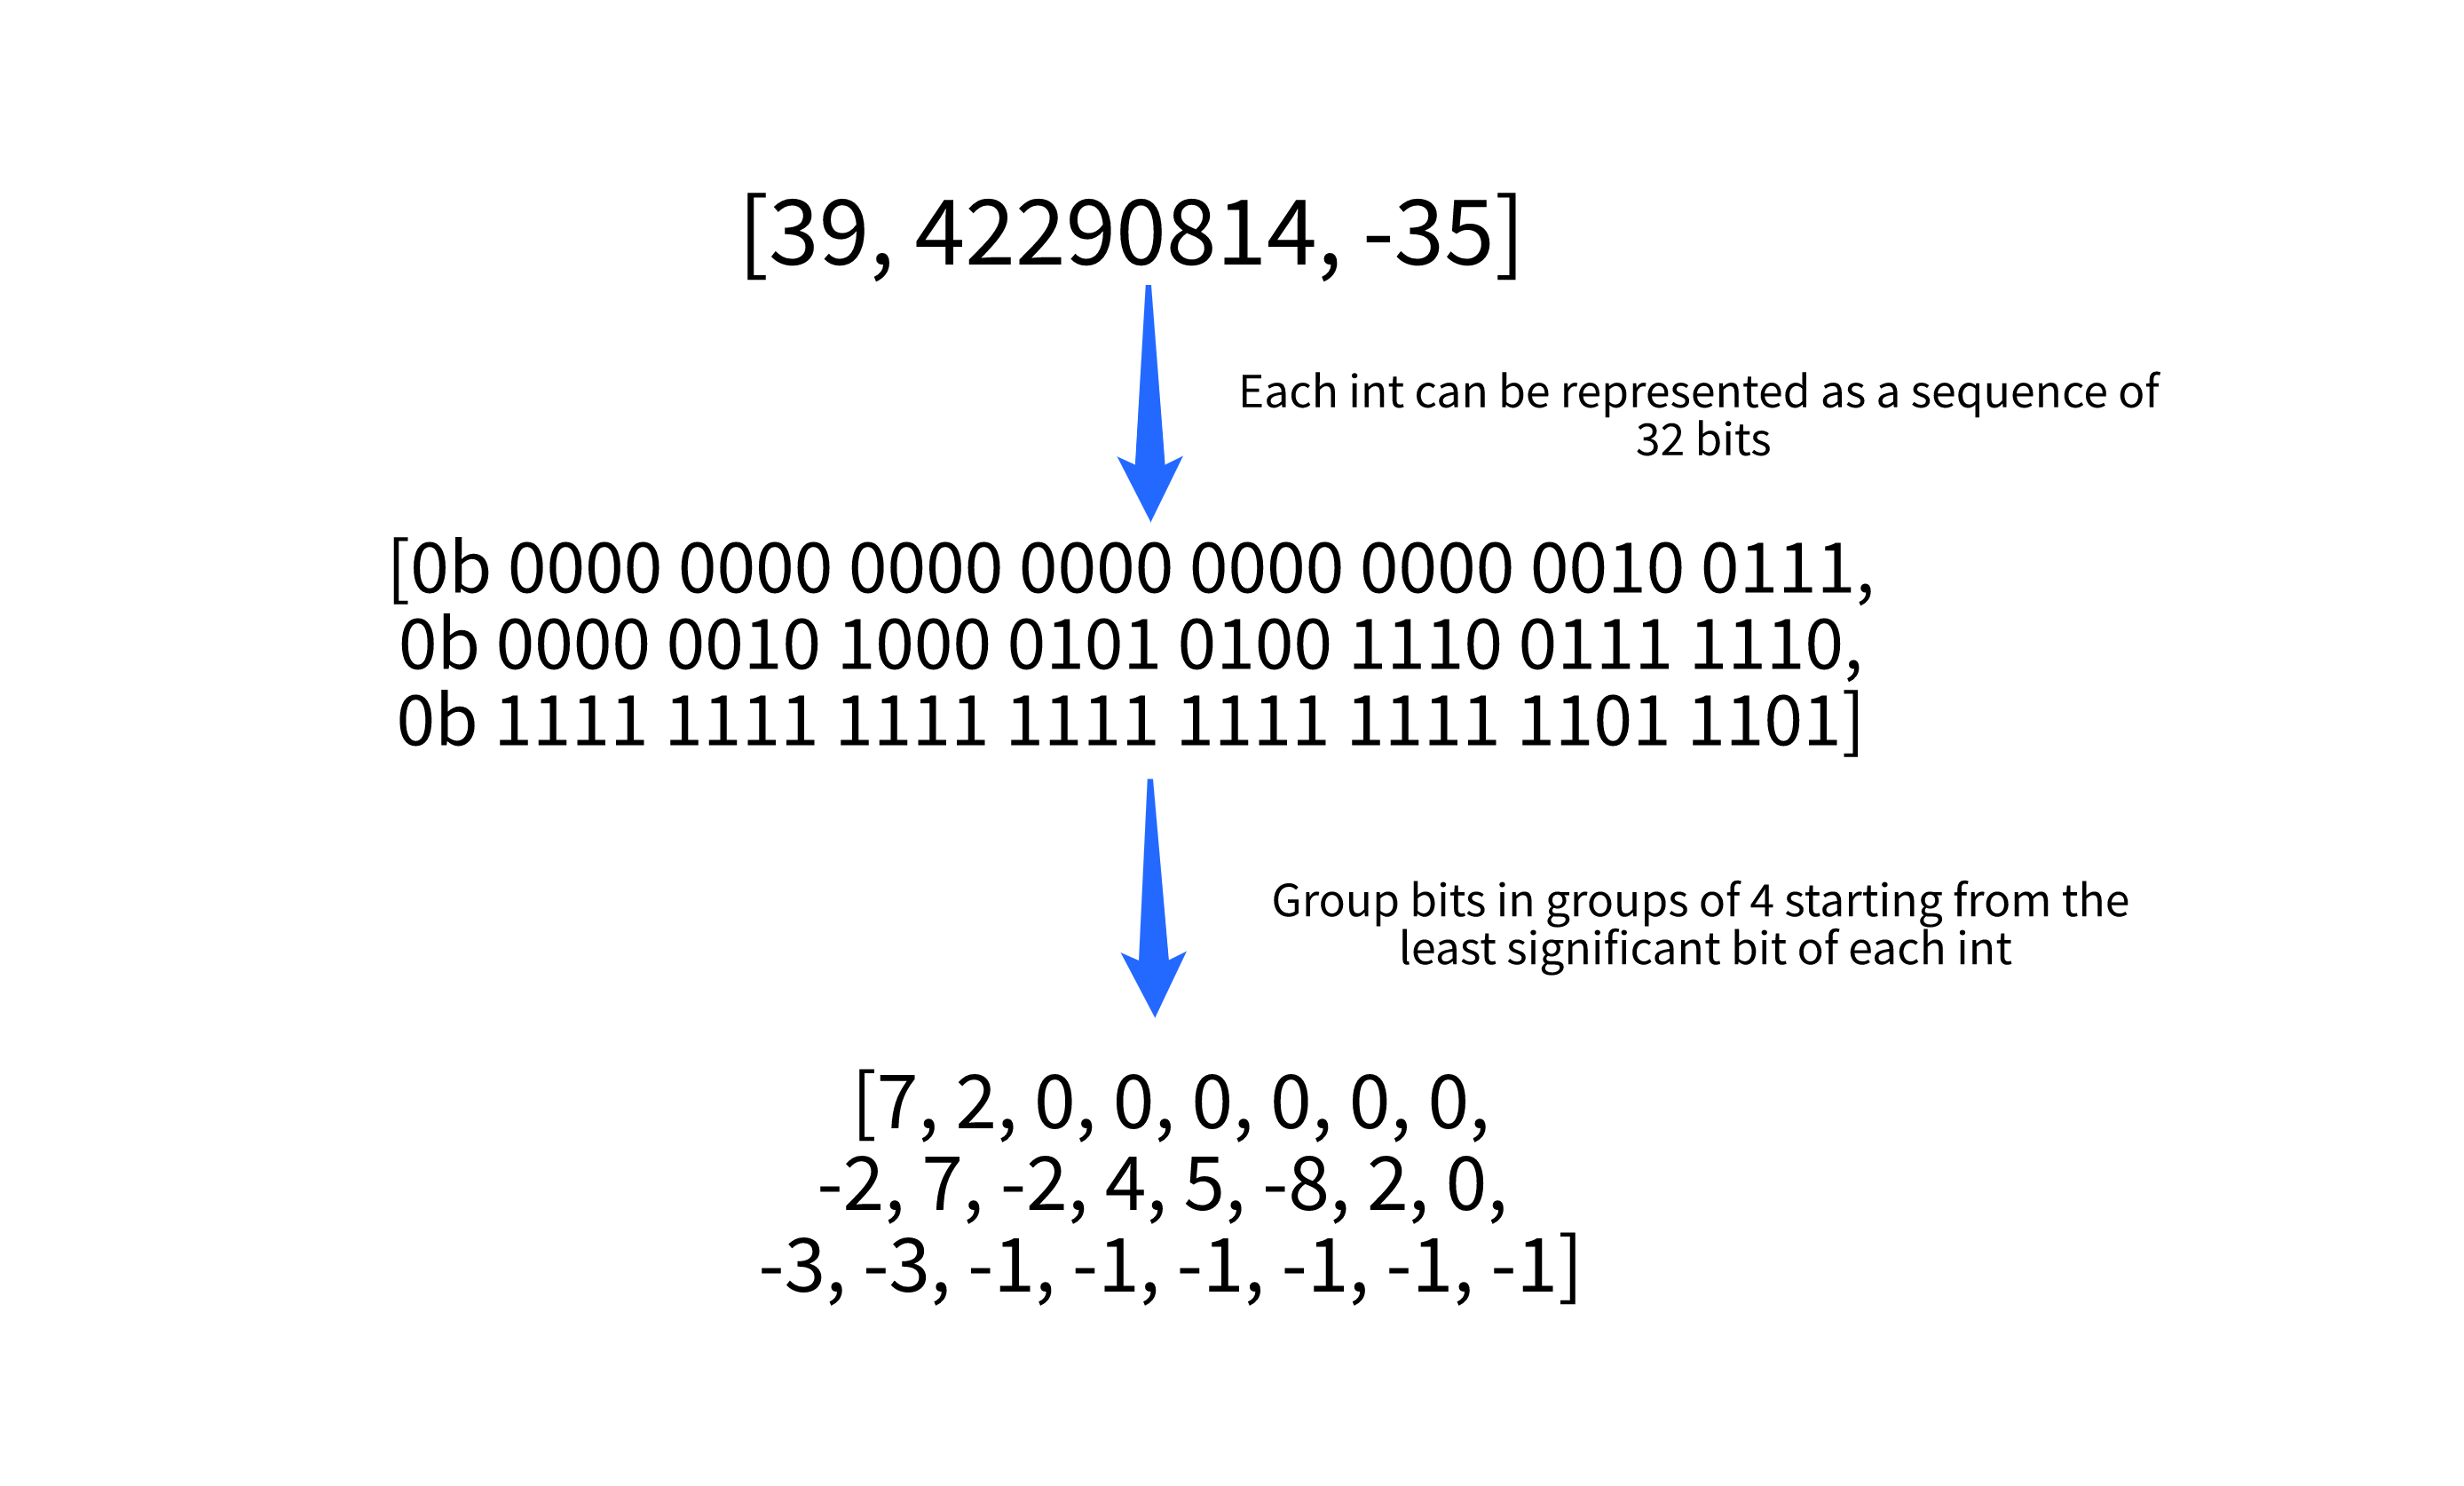 [39, 42290814, -35]
Each int can be represented as a sequence of
32 bits
[0b 0000 0000 0000 0000 0000 0000 0010 0111,
0b 0000 0010 1000 0101 0100 1110 0111 1110,
0b 1111 1111 1111 1111 1111 1111 1101 1101]
Group bits in groups of 4 starting from the
least significant bit of each int
[7, 2, 0, 0, 0, 0, 0, 0,
-2, 7, -2, 4, 5, -8, 2, 0,
-3, -3, -1, -1, -1, -1, -1, -1]